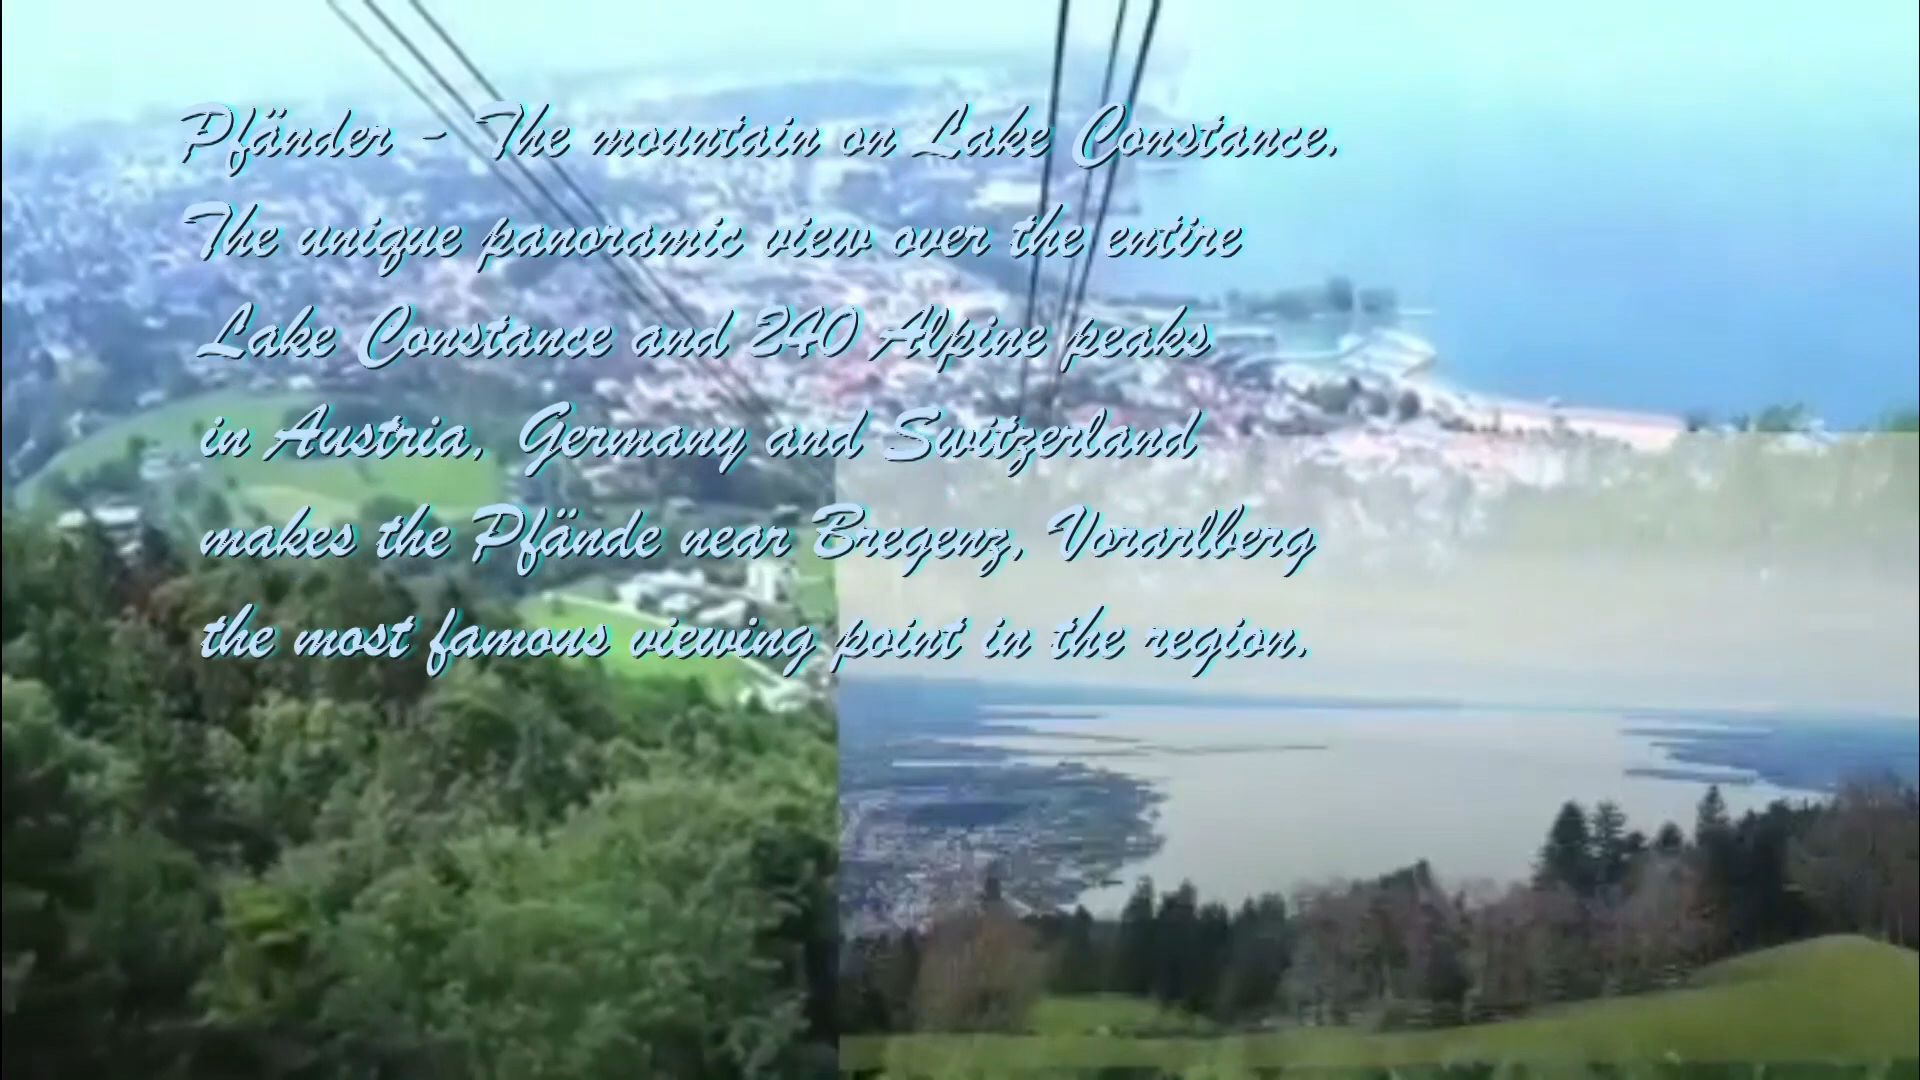 Pfänder - The mountain on Lake Constance.
The unique panoramic view over the entire
Lake Constance and 240 Alpine peaks
in Austria, Germany and Switzerland
makes the Pfände near Bregenz, Vorarlberg
the most famous viewing point in the region.